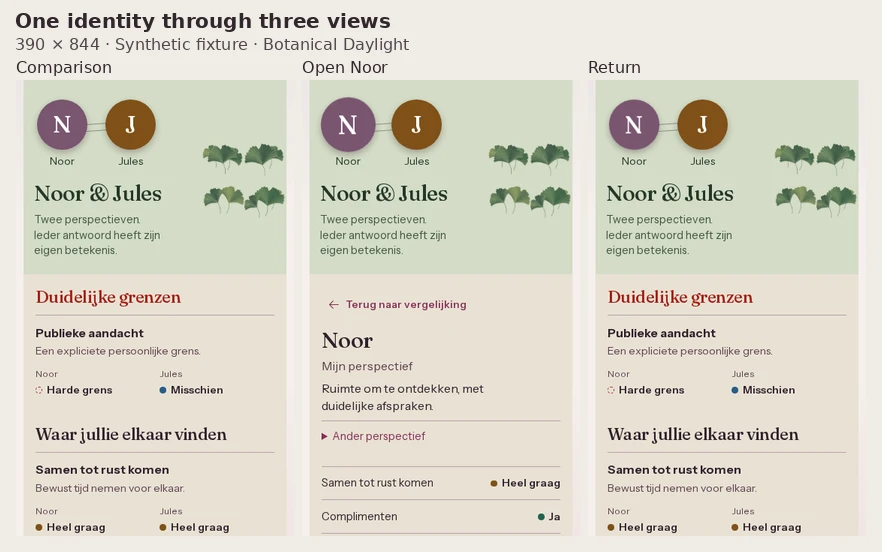 One identity through three views
390 × 844 · Synthetic fixture · Botanical Daylight
Comparison
N J
Noor Jules
Noor & Jules
Twee perspectieven.
Ieder antwoord heeft zijn
eigen betekenis.
Duidelijke grenzen
Publieke aandacht
Een expliciete persoonlijke grens.
Noor Jules
Harde grens Misschien
Waar jullie elkaar vinden
Samen tot rust komen
Bewust tijd nemen voor elkaar.
Noor Jules
Heel graag Heel graag
Open Noor
N J
Noor Jules
Noor & Jules
Twee perspectieven.
Ieder antwoord heeft zijn
eigen betekenis.
← Terug naar vergelijking
Noor
Mijn perspectief
Ruimte om te ontdekken, met
duidelijke afspraken.
Ander perspectief
Samen tot rust komen Heel graag
Complimenten Ja
Return
N J
Noor Jules
Noor & Jules
Twee perspectieven.
Ieder antwoord heeft zijn
eigen betekenis.
Duidelijke grenzen
Publieke aandacht
Een expliciete persoonlijke grens.
Noor Jules
Harde grens Misschien
Waar jullie elkaar vinden
Samen tot rust komen
Bewust tijd nemen voor elkaar.
Noor Jules
Heel graag Heel graag